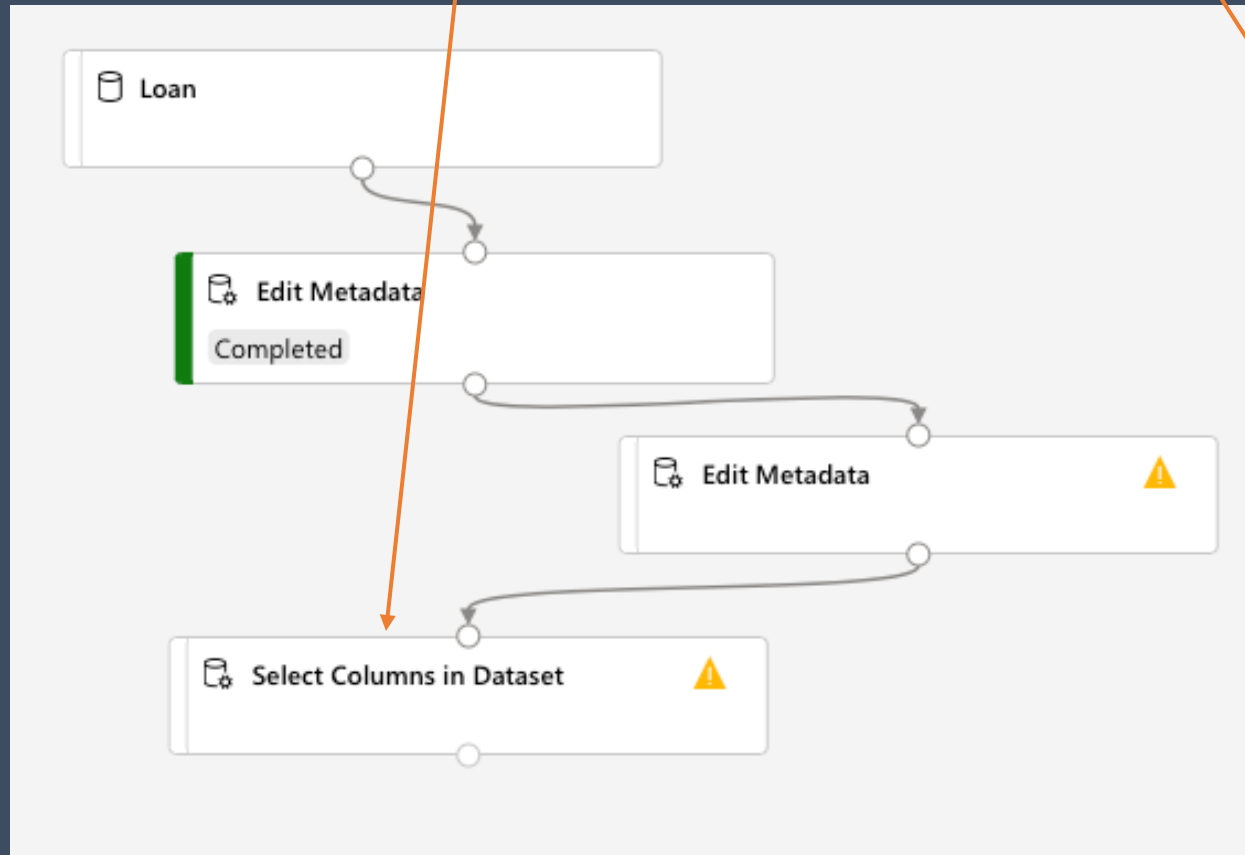 Loan
Edit Metadata
Completed
Edit Metadata
Select Columns in Dataset